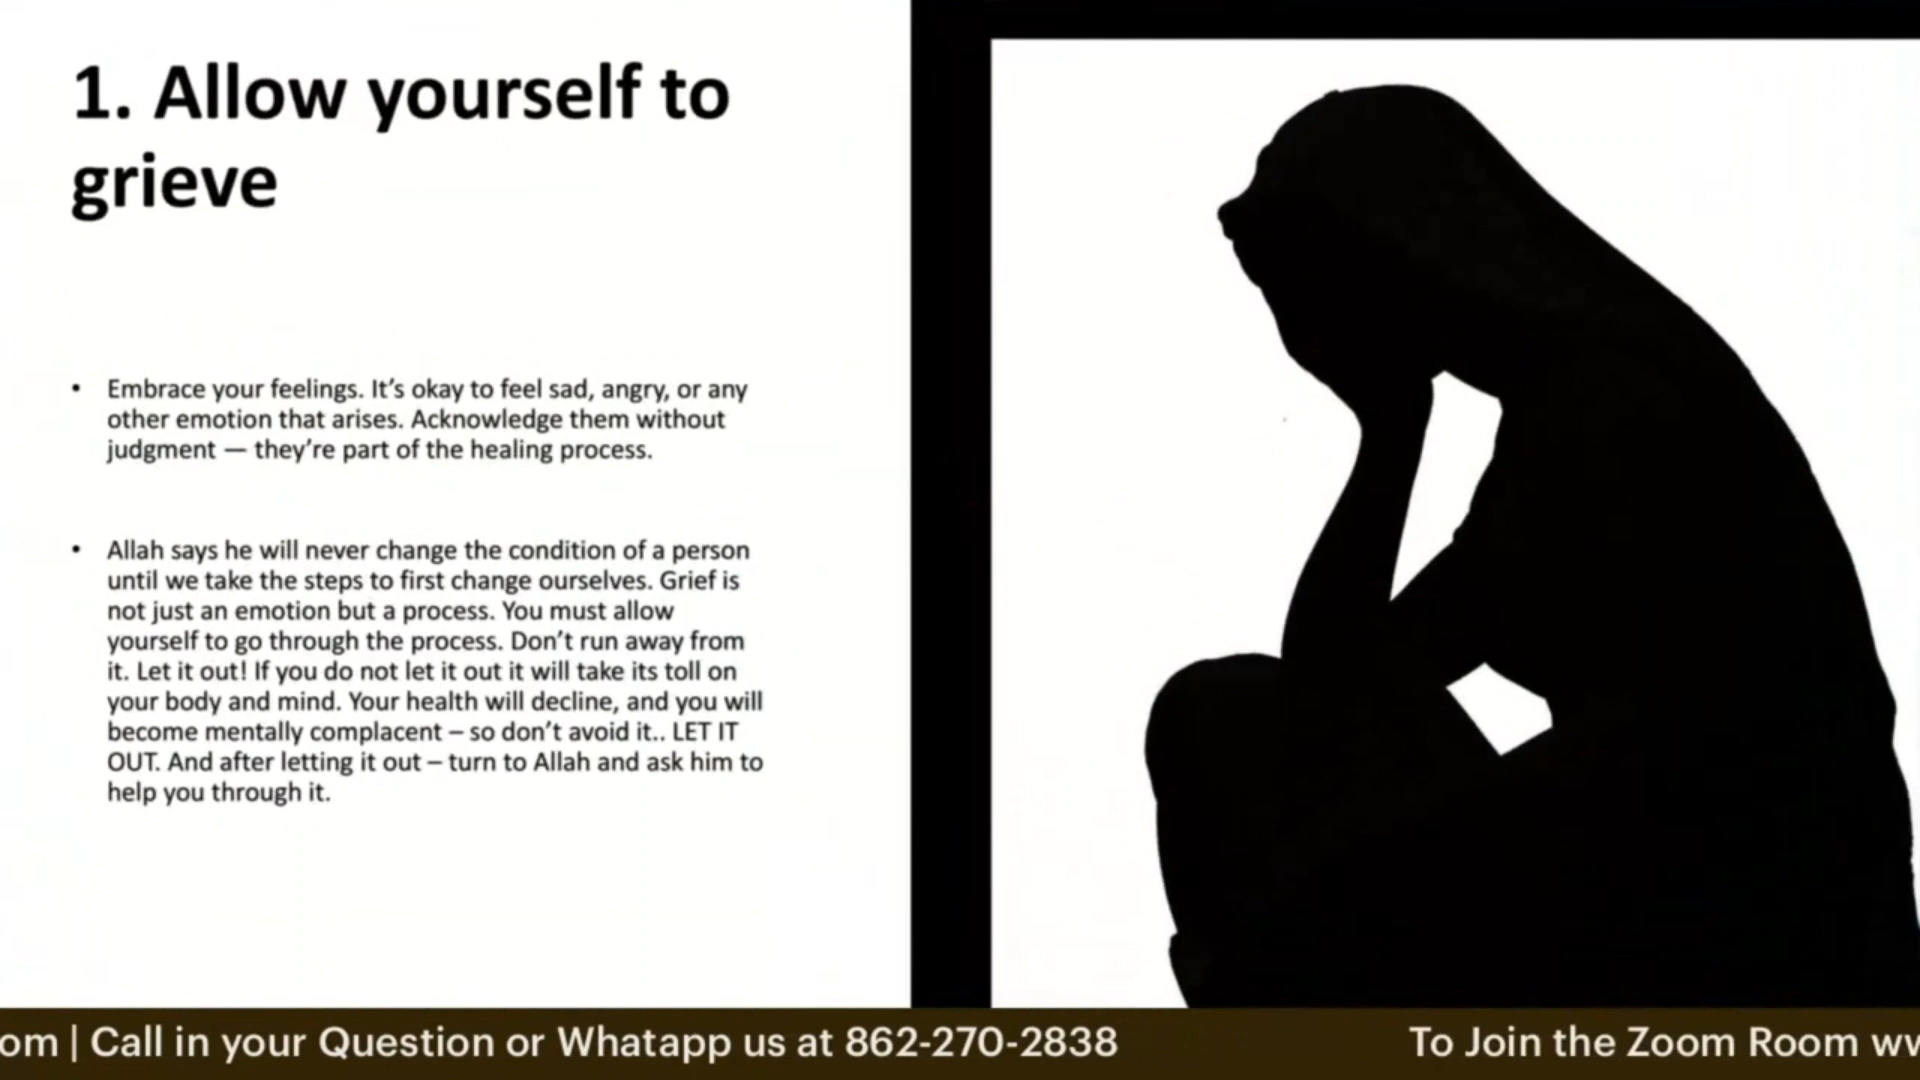 1. Allow yourself to
grieve
• Embrace your feelings. It’s okay to feel sad, angry, or any
other emotion that arises. Acknowledge them without
judgment — they’re part of the healing process.
• Allah says he will never change the condition of a person
until we take the steps to first change ourselves. Grief is
not just an emotion but a process. You must allow
yourself to go through the process. Don’t run away from
it. Let it out! If you do not let it out it will take its toll on
your body and mind. Your health will decline, and you will
become mentally complacent – so don’t avoid it.. LET IT
OUT. And after letting it out – turn to Allah and ask him to
help you through it.
om | Call in your Question or Whatapp us at 862-270-2838 To Join the Zoom Room